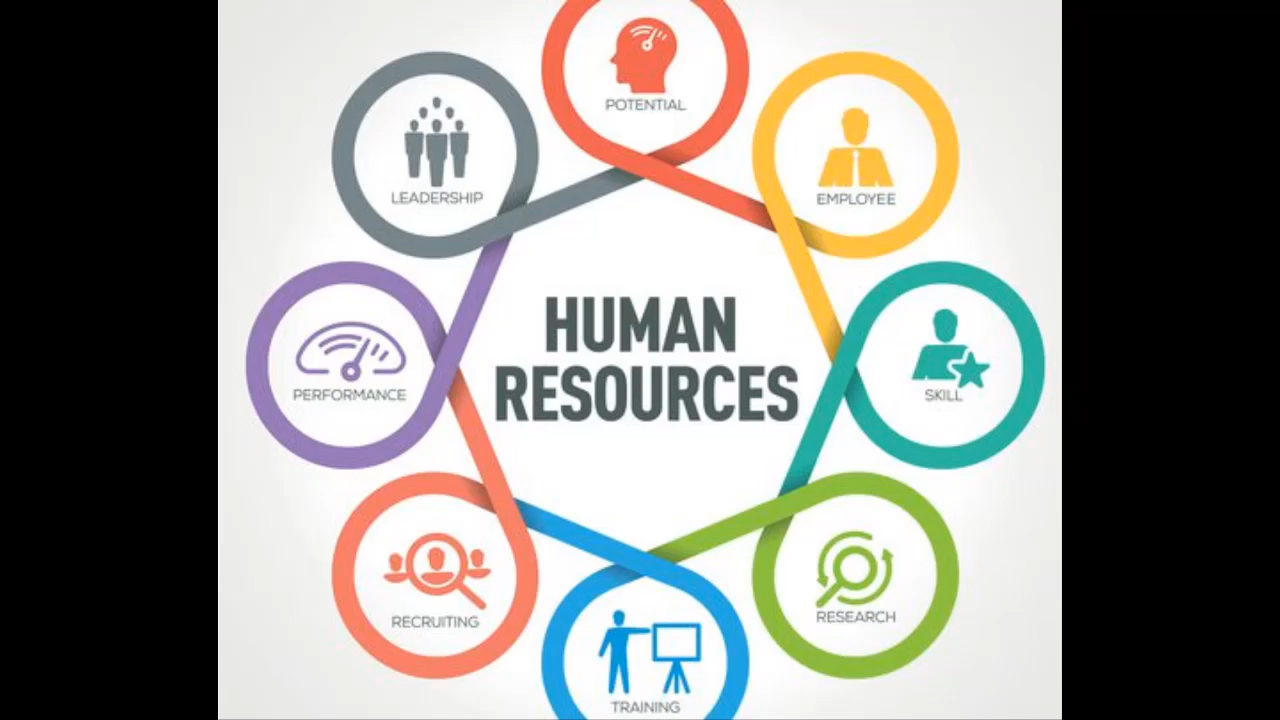 POTENTIAL
LEADERSHIP
EMPLOYEE
HUMAN
RESOURCES
PERFORMANCE
SKILL
RECRUITING
RESEARCH
TRAINING